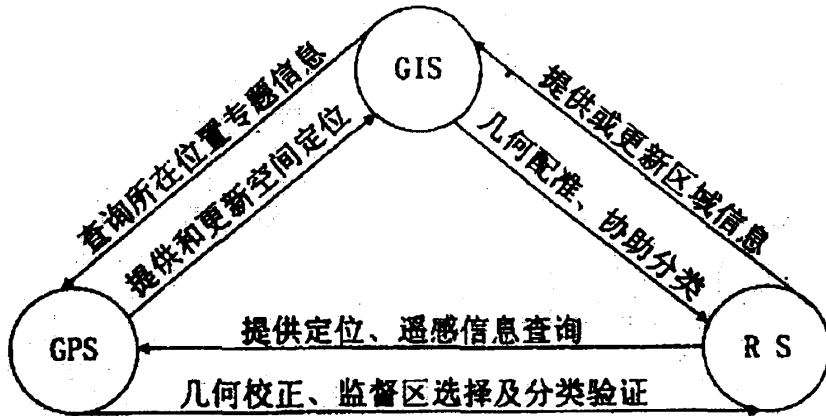 GIS
查询所在位置专题信息
提供和更新空间定位
提供或更新区域信息
几何配准、协助分类
GPS
提供定位、遥感信息查询
R S
几何校正、监督区选择及分类验证